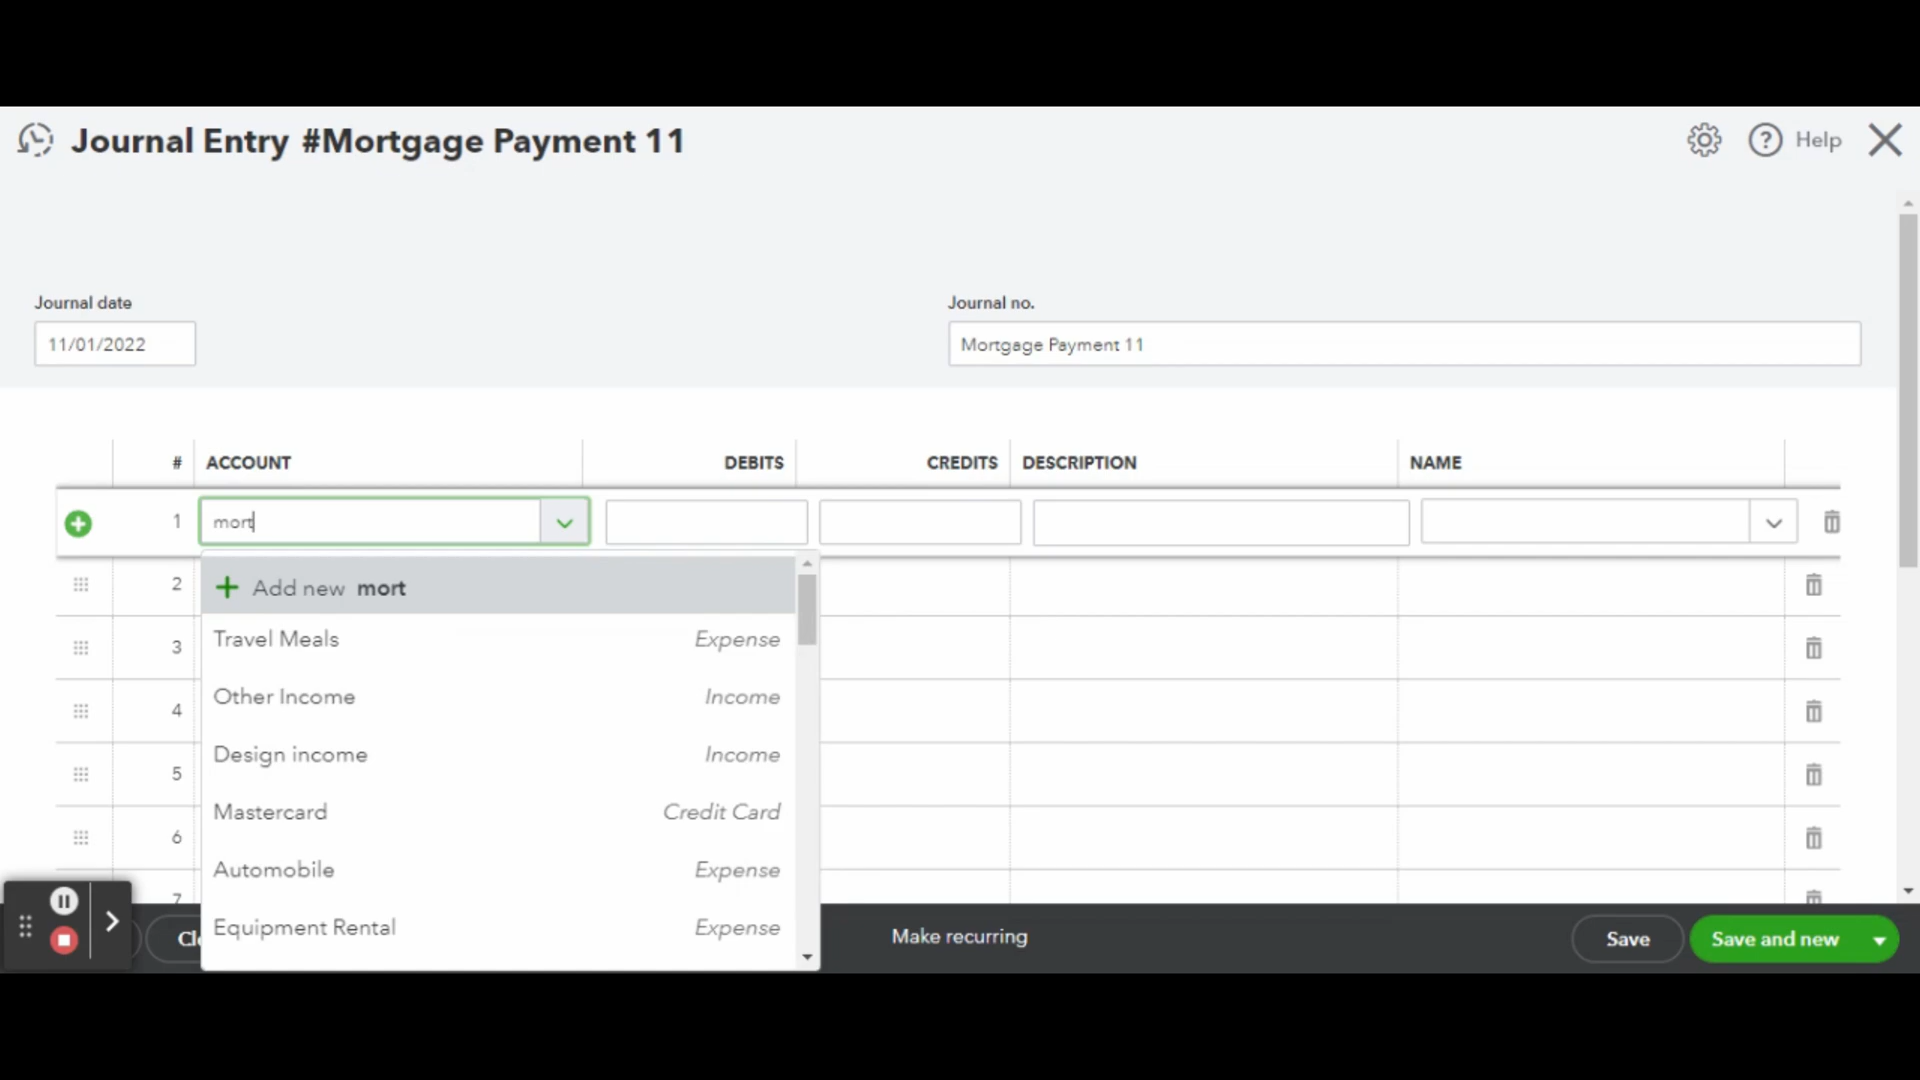 Journal Entry #Mortgage Payment 11
Help
Journal date
Journal no.
11/01/2022
Mortgage Payment 11
# ACCOUNT DEBITS CREDITS DESCRIPTION NAME
1 mort
2 Add new mort
Travel Meals Expense
3
Other Income Income
4
Design income Income
5
Mastercard Credit Card
6
Automobile Expense
7
Equipment Rental Expense
Make recurring
Save
Save and new